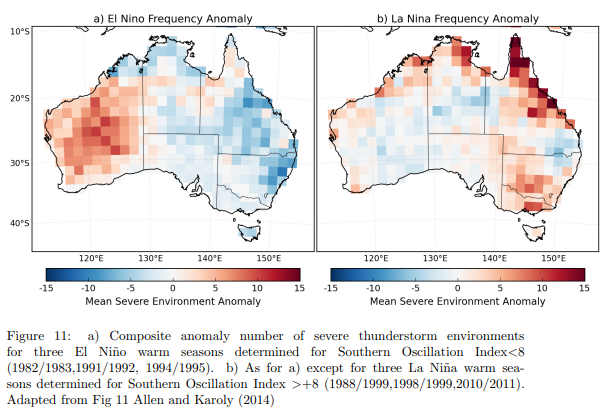 a) El Nino Frequency Anomaly
b) La Nina Frequency Anomaly
10°S
20°S
30°S
40°S
120°E 130°E 140°E 150°E
120°E 130°E 140°E 150°E
-15 -10 -5 0 5 10 15
-15 -10 -5 0 5 10 15
Mean Severe Environment Anomaly
Mean Severe Environment Anomaly
Figure 11: a) Composite anomaly number of severe thunderstorm environments
for three El Niño warm seasons determined for Southern Oscillation Index<8
(1982/1983,1991/1992, 1994/1995). b) As for a) except for three La Niña warm sea-
sons determined for Southern Oscillation Index >+8 (1988/1999,1998/1999,2010/2011).
Adapted from Fig 11 Allen and Karoly (2014)